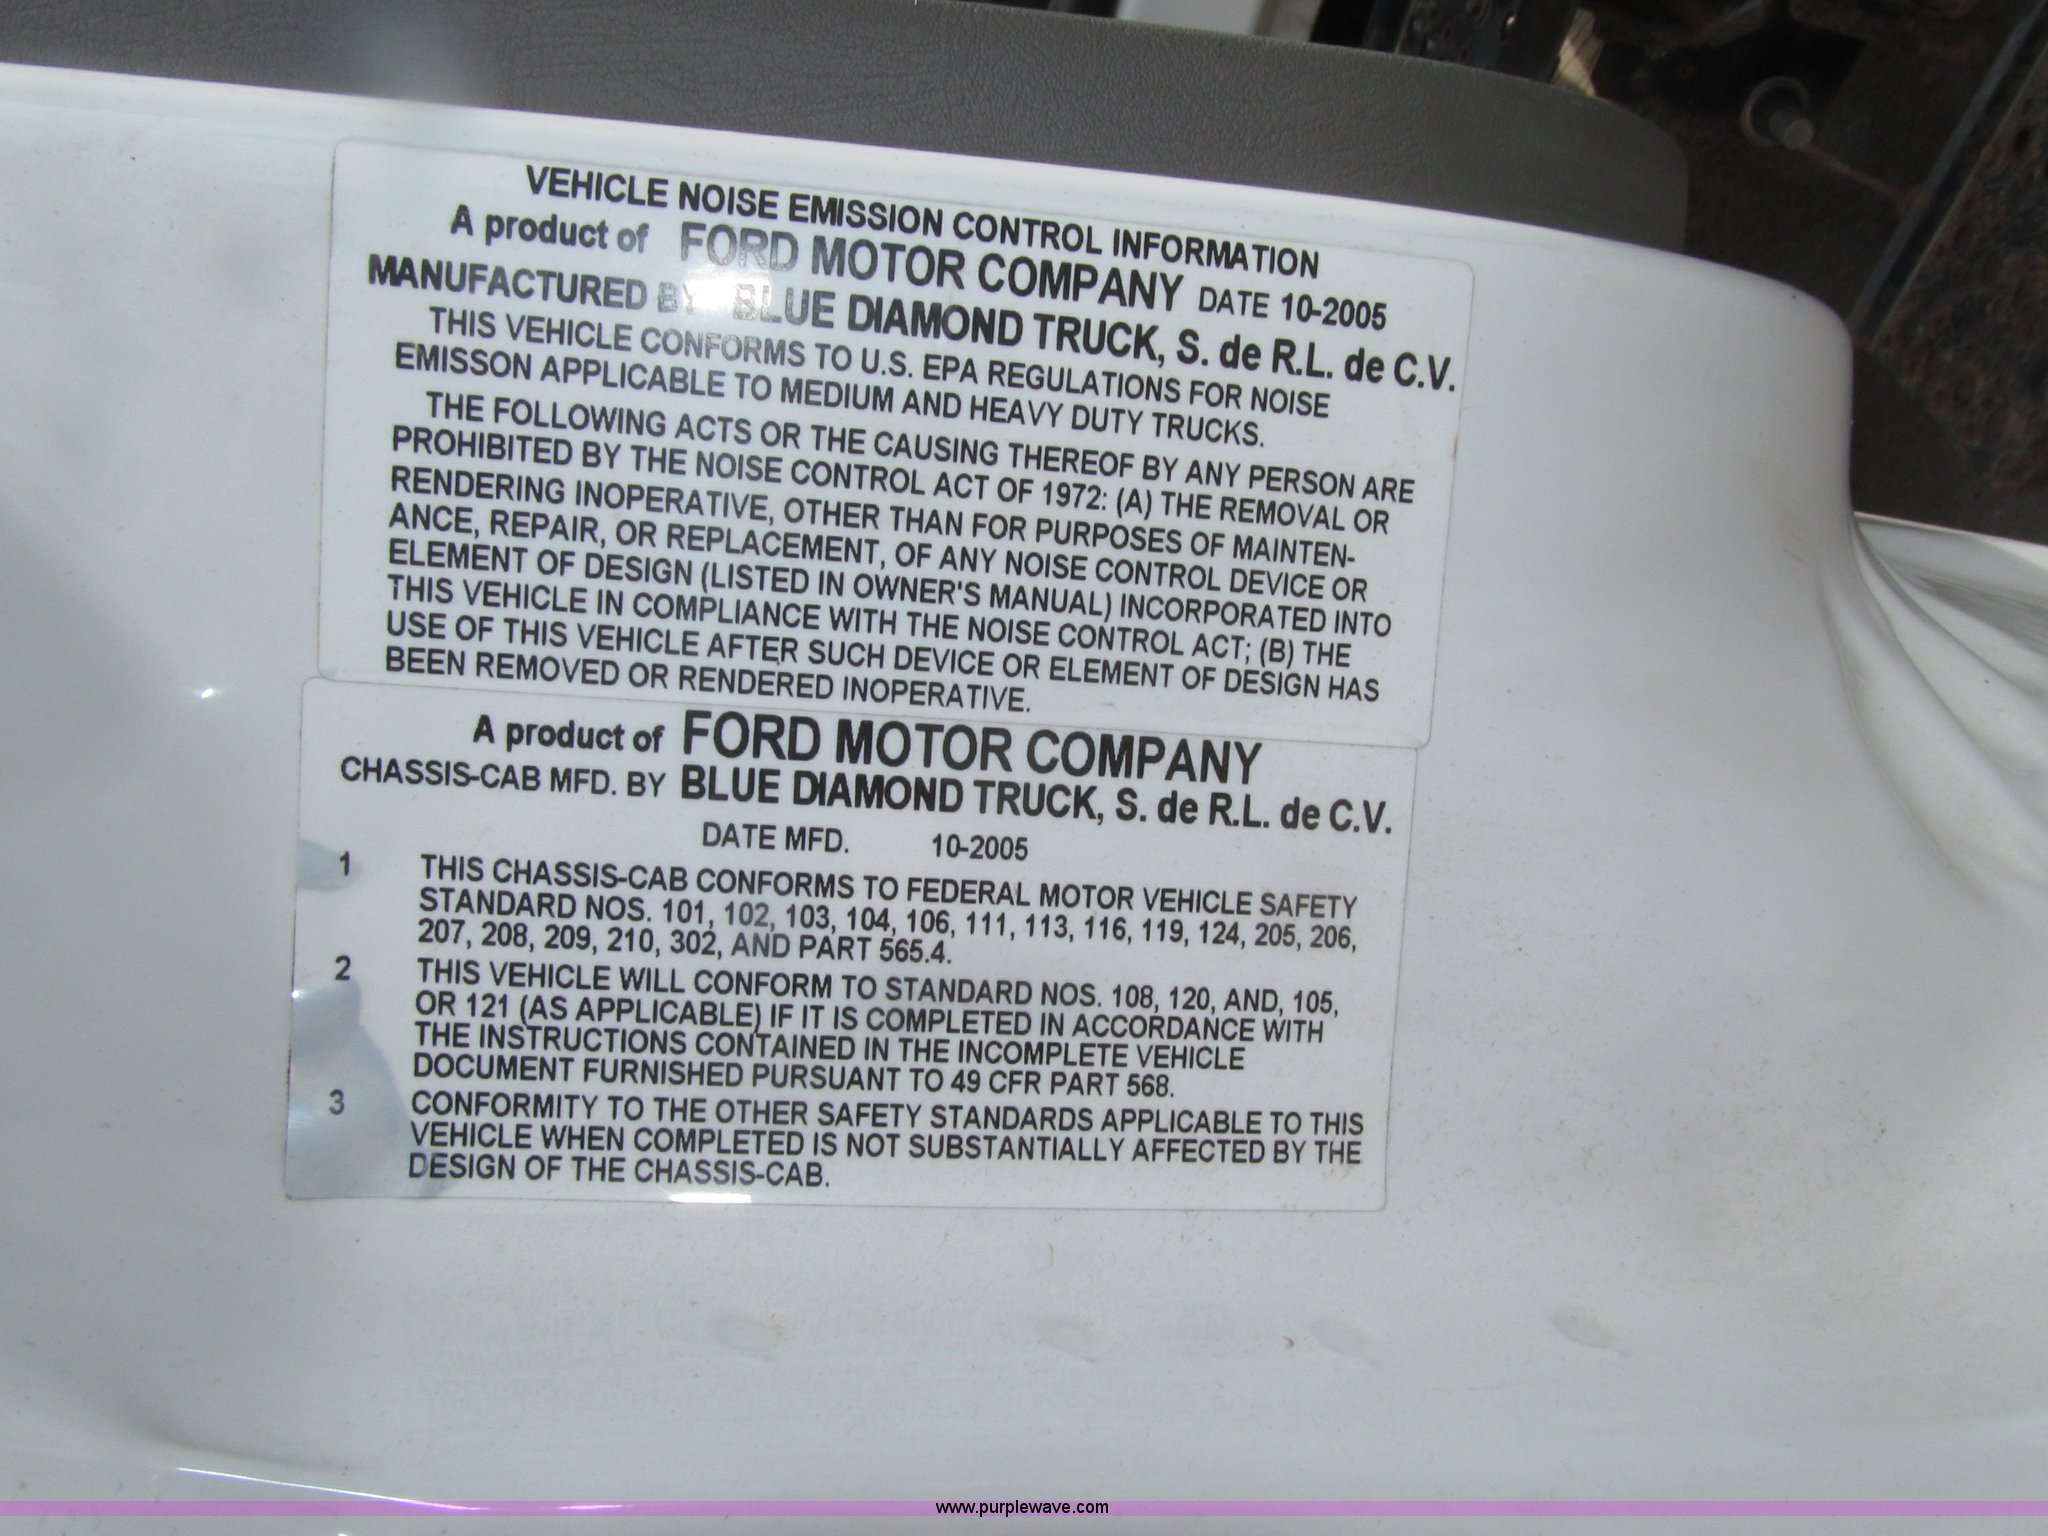 VEHICLE NOISE EMISSION CONTROL INFORMATION
A product of FORD MOTOR COMPANY DATE 10-2005
MANUFACTURED BY BLUE DIAMOND TRUCK, S. de R.L. de C.V.
THIS VEHICLE CONFORMS TO U.S. EPA REGULATIONS FOR NOISE
EMISSON APPLICABLE TO MEDIUM AND HEAVY DUTY TRUCKS.
THE FOLLOWING ACTS OR THE CAUSING THEREOF BY ANY PERSON ARE
PROHIBITED BY THE NOISE CONTROL ACT OF 1972: (A) THE REMOVAL OR
RENDERING INOPERATIVE, OTHER THAN FOR PURPOSES OF MAINTEN-
ANCE, REPAIR, OR REPLACEMENT, OF ANY NOISE CONTROL DEVICE OR
ELEMENT OF DESIGN (LISTED IN OWNER'S MANUAL) INCORPORATED INTO
THIS VEHICLE IN COMPLIANCE WITH THE NOISE CONTROL ACT; (B) THE
USE OF THIS VEHICLE AFTER SUCH DEVICE OR ELEMENT OF DESIGN HAS
BEEN REMOVED OR RENDERED INOPERATIVE.
A product of FORD MOTOR COMPANY
CHASSIS-CAB MFD. BY BLUE DIAMOND TRUCK, S. de R.L. de C.V.
DATE MFD. 10-2005
1 THIS CHASSIS-CAB CONFORMS TO FEDERAL MOTOR VEHICLE SAFETY
STANDARD NOS. 101, 102, 103, 104, 106, 111, 113, 116, 119, 124, 205, 206,
207, 208, 209, 210, 302, AND PART 565.4.
2 THIS VEHICLE WILL CONFORM TO STANDARD NOS. 108, 120, AND, 105,
OR 121 (AS APPLICABLE) IF IT IS COMPLETED IN ACCORDANCE WITH
THE INSTRUCTIONS CONTAINED IN THE INCOMPLETE VEHICLE
DOCUMENT FURNISHED PURSUANT TO 49 CFR PART 568.
3 CONFORMITY TO THE OTHER SAFETY STANDARDS APPLICABLE TO THIS
VEHICLE WHEN COMPLETED IS NOT SUBSTANTIALLY AFFECTED BY THE
DESIGN OF THE CHASSIS-CAB.
www.purplewave.com